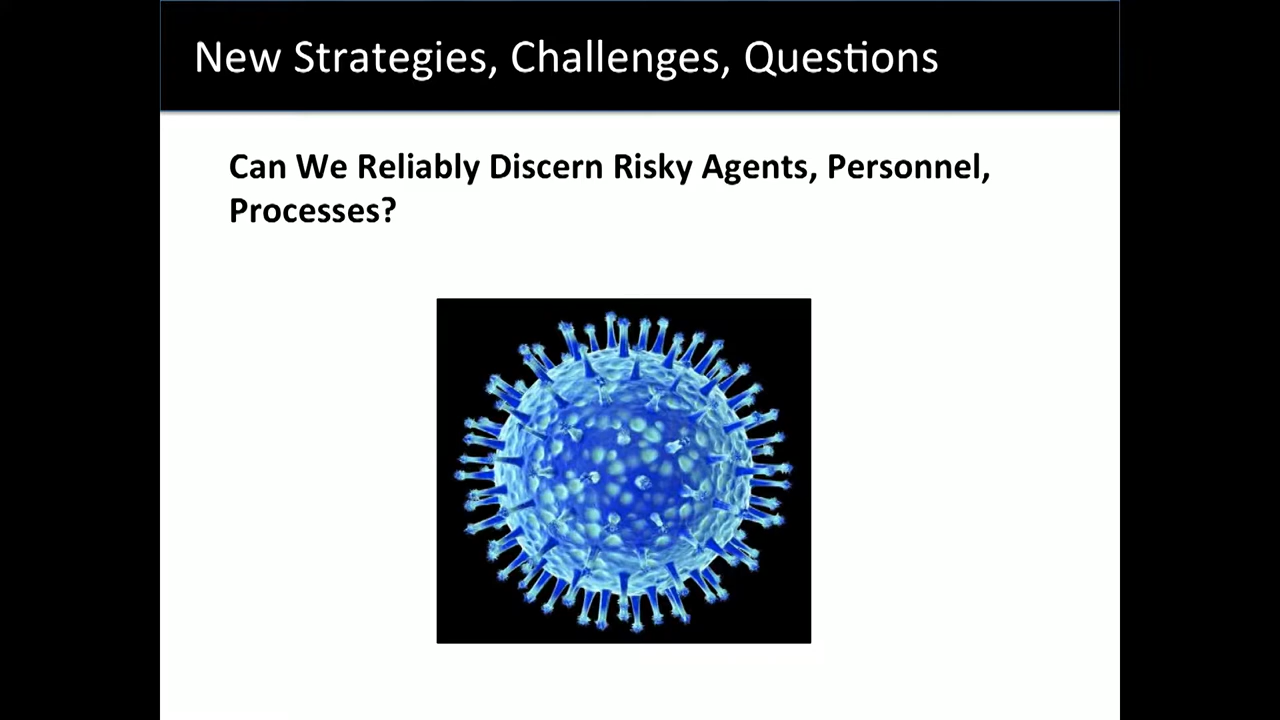 New Strategies, Challenges, Questions
Can We Reliably Discern Risky Agents, Personnel,
Processes?